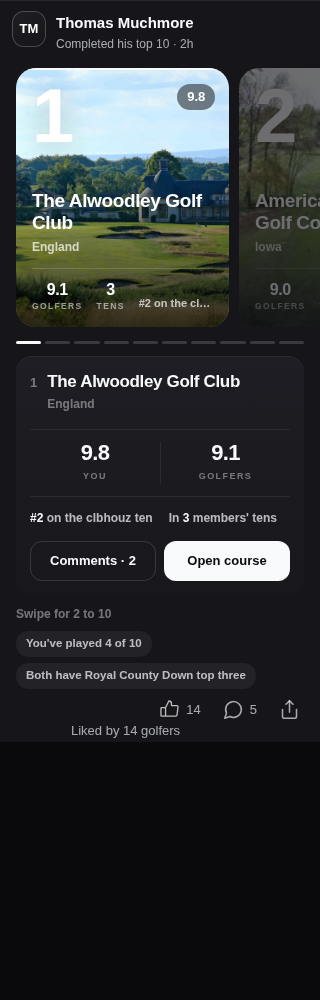 TM
Thomas Muchmore
Completed his top 10 · 2h
1
9.8
The Alwoodley Golf
Club
England
9.1
GOLFERS
3
TENS
#2 on the cl…
2
America
Golf Co
Iowa
9.0
GOLFERS
1 The Alwoodley Golf Club
England
9.8
YOU
9.1
GOLFERS
#2 on the clbhouz ten
In 3 members' tens
Comments · 2
Open course
Swipe for 2 to 10
You've played 4 of 10
Both have Royal County Down top three
14
5
Liked by 14 golfers